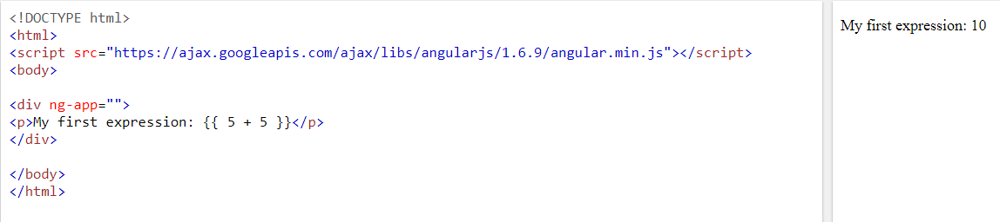 <!DOCTYPE html>
<html>
<script src="https://ajax.googleapis.com/ajax/libs/angularjs/1.6.9/angular.min.js"></script>
<body>
<div ng-app="">
<p>My first expression: {{ 5 + 5 }}</p>
</div>
</body>
</html>
My first expression: 10